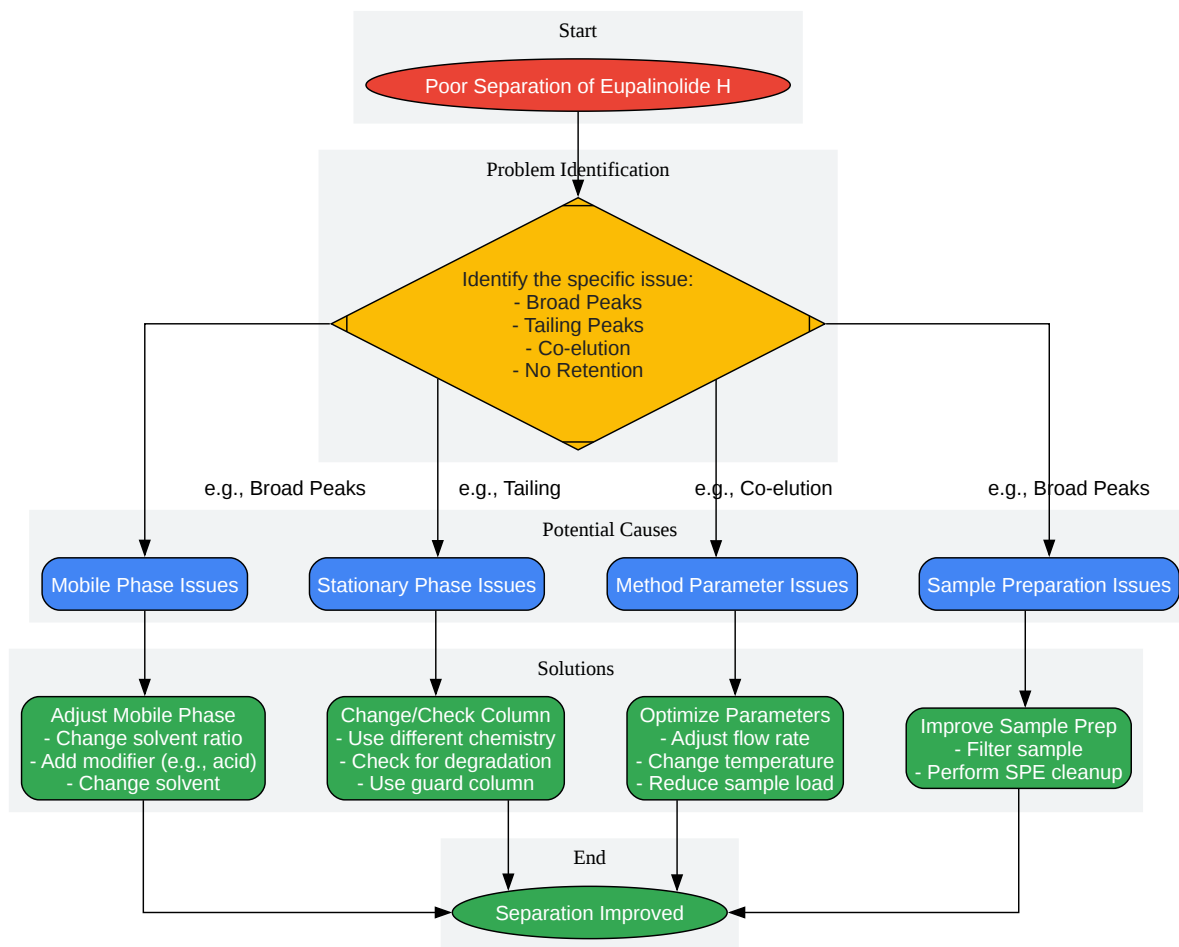 Start
Poor Separation of Eupalinolide H
Problem Identification
Identify the specific issue:
- Broad Peaks
- Tailing Peaks
- Co-elution
- No Retention
e.g., Broad Peaks
e.g., Tailing
e.g., Co-elution
e.g., Broad Peaks
Potential Causes
Mobile Phase Issues
Stationary Phase Issues
Method Parameter Issues
Sample Preparation Issues
Solutions
Adjust Mobile Phase
- Change solvent ratio
- Add modifier (e.g., acid)
- Change solvent
Change/Check Column
- Use different chemistry
- Check for degradation
- Use guard column
Optimize Parameters
- Adjust flow rate
- Change temperature
- Reduce sample load
Improve Sample Prep
- Filter sample
- Perform SPE cleanup
End
Separation Improved